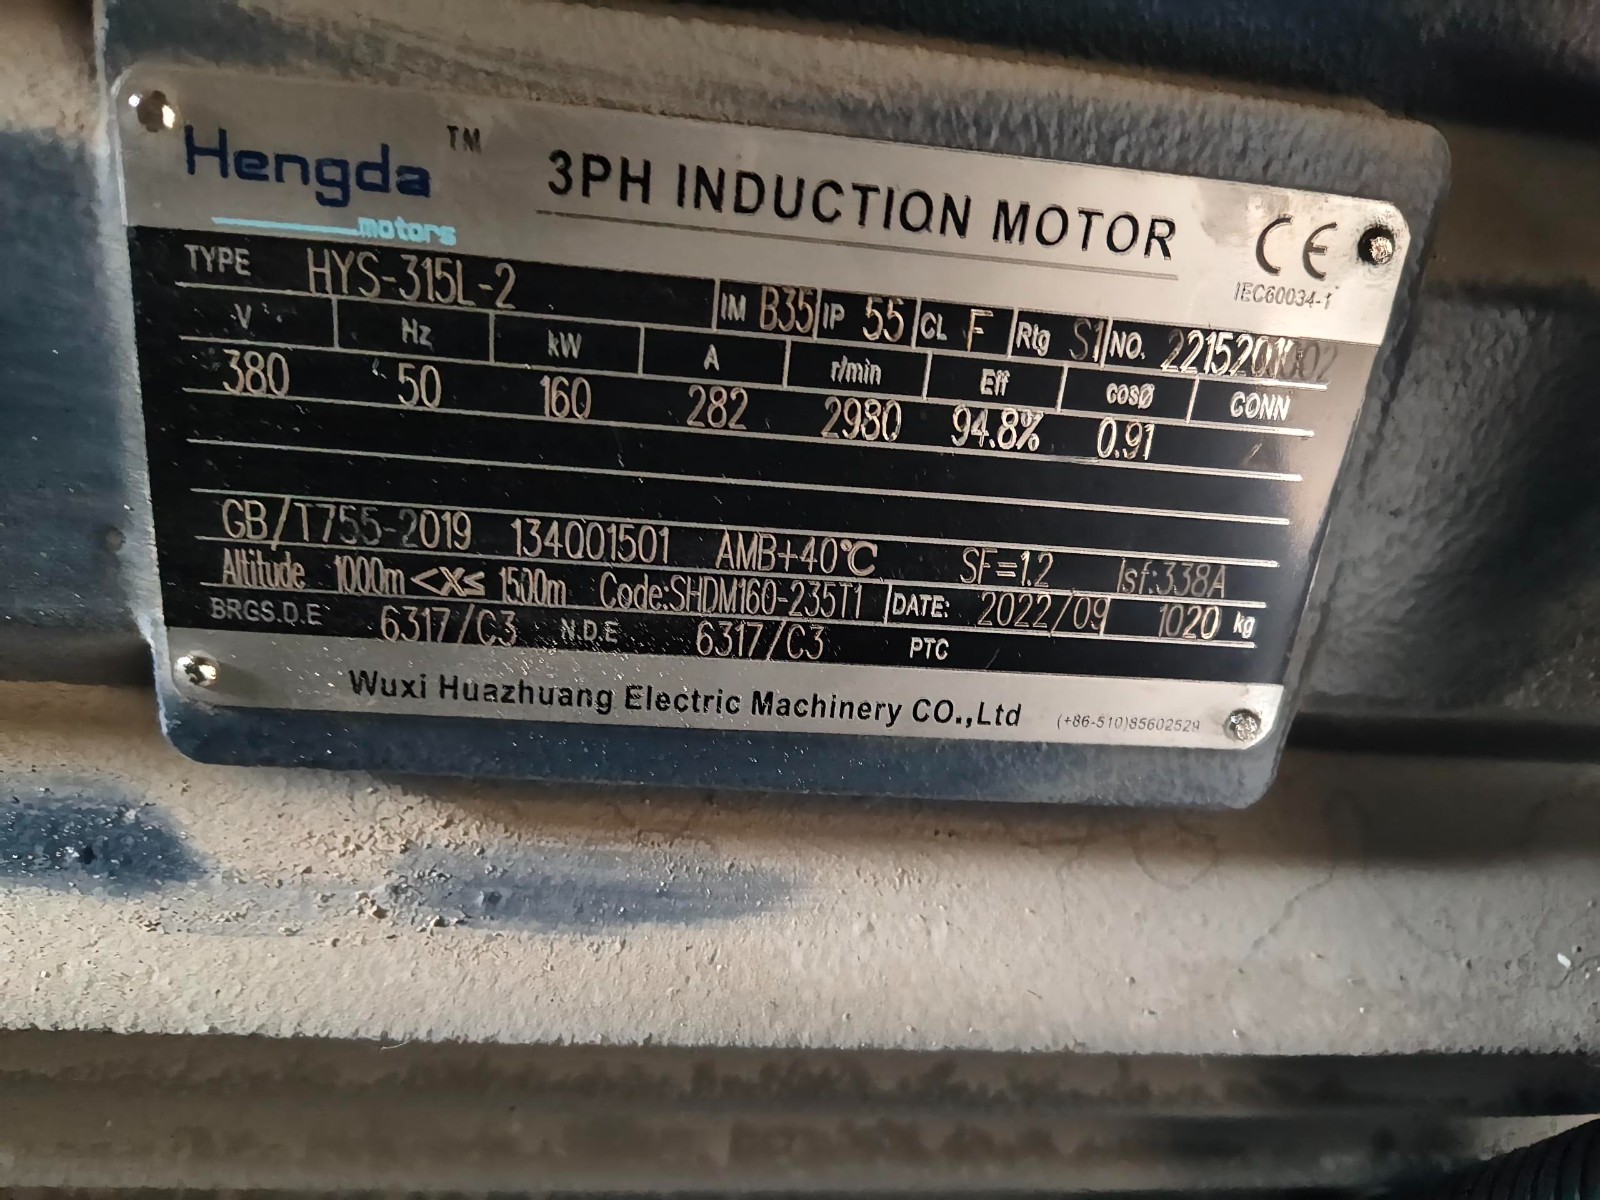 Hengda TM
motors
3PH INDUCTION MOTOR
CE
IEC60034-1
TYPE HYS-315L-2 IM B35 IP 55 CL F Rtg S1 NO. 2215201002
V Hz kW A r/min Eff cosØ CONN
380 50 160 282 2980 94.8% 0.91 /
GB/T755-2019 134001501 AMB+40℃ SF=1.2 Isf:338A
Altitude 1000m<X≤1500m Code:SHDM160-235T1 DATE: 2022/09 1020 kg
BRGS.D.E 6317/C3 N.D.E 6317/C3 PTC
Wuxi Huazhuang Electric Machinery CO.,Ltd (+86-510)85602529